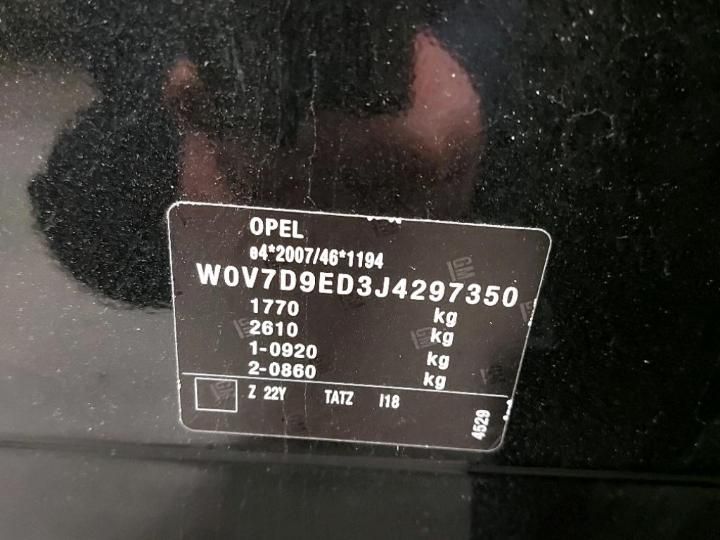 OPEL
e4*2007/46*1194
W0V7D9ED3J4297350
1770 kg
2610 kg
1-0920 kg
2-0860 kg
Z 22Y TATZ I18
4529
GM